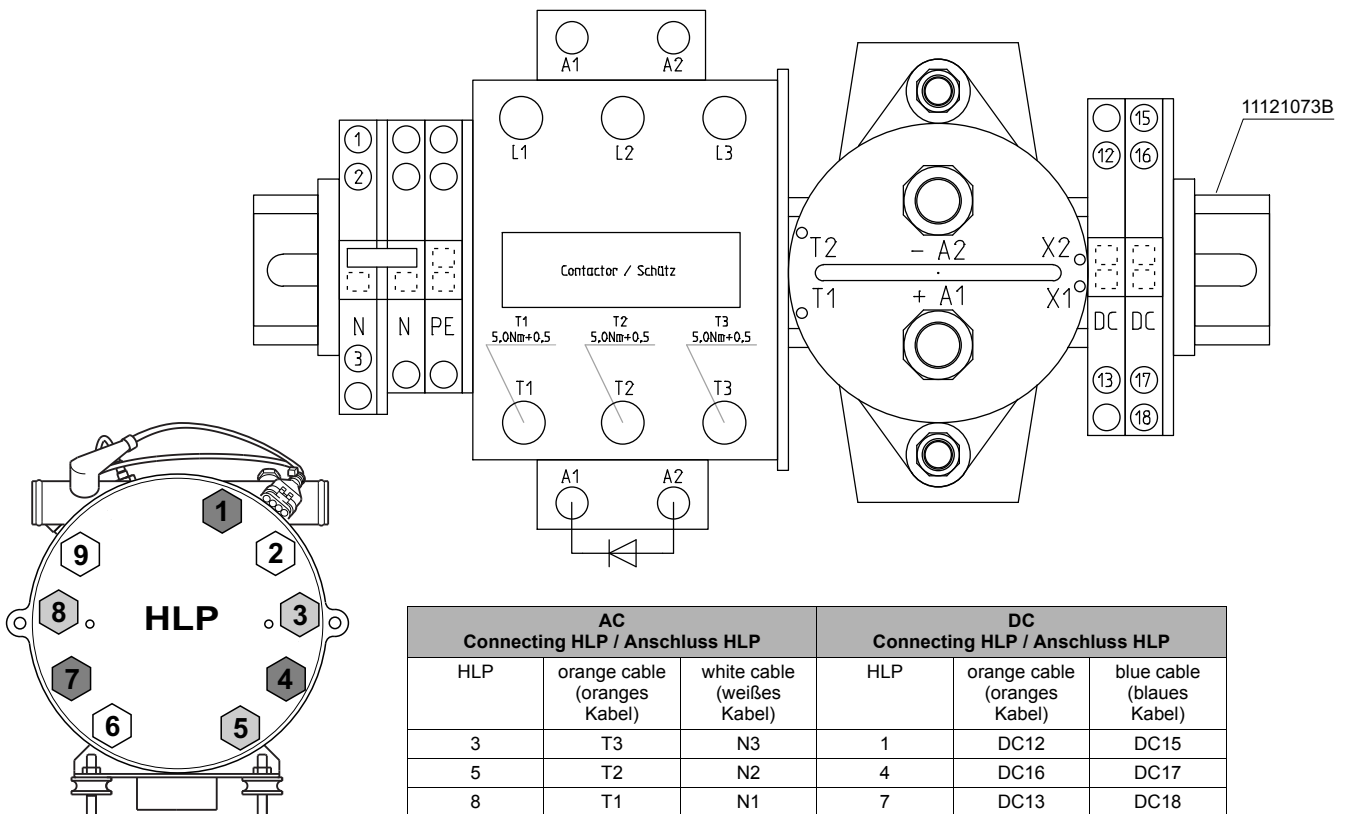 A1 A2
L1 L2 L3
11121073B
1
2
N N PE
3
Contactor / Schütz
T1 T2 T3
5,0Nm+0,5 5,0Nm+0,5 5,0Nm+0,5
T1 T2 T3
A1 A2
T2 - A2 X2
T1 + A1 X1
15
12 16
DC DC
13 17
18
1
9 2
8 HLP 3
7 4
6 5
AC DC
Connecting HLP / Anschluss HLP Connecting HLP / Anschluss HLP
HLP orange cable white cable HLP orange cable blue cable
(oranges (weißes (oranges (blaues
Kabel) Kabel) Kabel) Kabel)
3 T3 N3 1 DC12 DC15
5 T2 N2 4 DC16 DC17
8 T1 N1 7 DC13 DC18